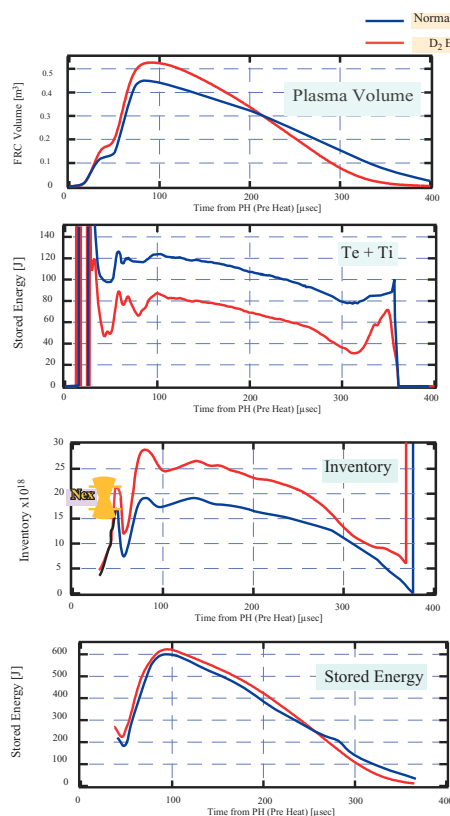 Norma
D₂ E
0.5
0.4
0.3
0.2
0.1
0
FRC Volume [m³]
Plasma Volume
0 100 200 300 400
Time from PH (Pre Heat) [μsec]
140
120
100
80
60
40
20
0
Stored Energy [J]
Te + Ti
0 100 200 300 400
Time from PH (Pre Heat) [μsec]
30
25
20
15
10
5
0
Inventory x10¹⁸
Nex
Inventory
0 100 200 300 400
Time from PH (Pre Heat) [μsec]
600
500
400
300
200
100
0
Stored Energy [J]
Stored Energy
100 200 300 400
Time from PH (Pre Heat) [μsec]